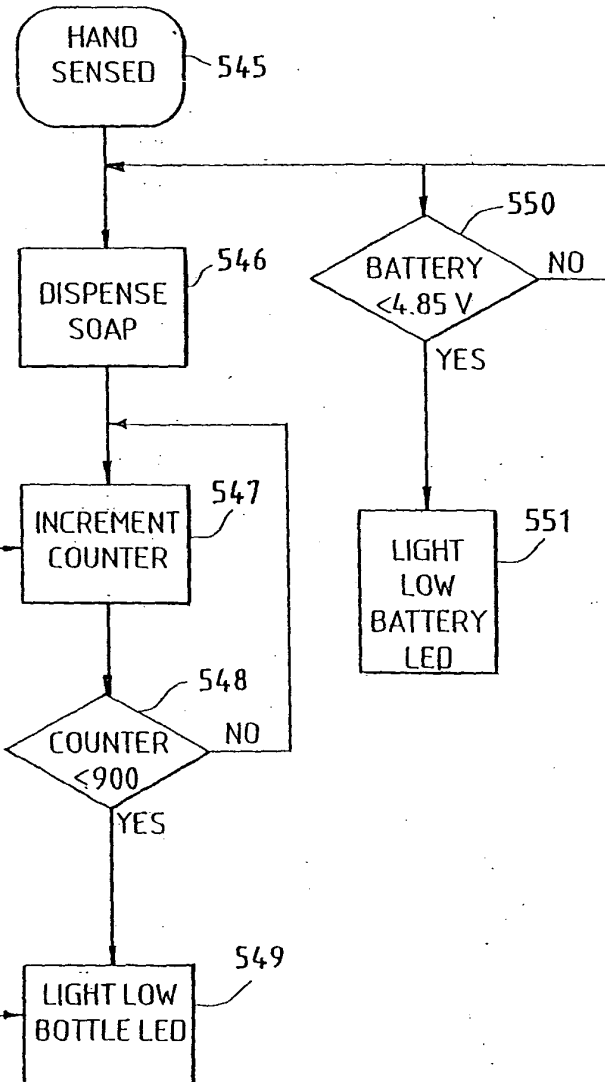 HAND
SENSED
545
DISPENSE
SOAP
546
INCREMENT
COUNTER
547
COUNTER
<900
548
NO
YES
LIGHT LOW
BOTTLE LED
549
BATTERY
<4.85 V
550
NO
YES
LIGHT
LOW
BATTERY
LED
551